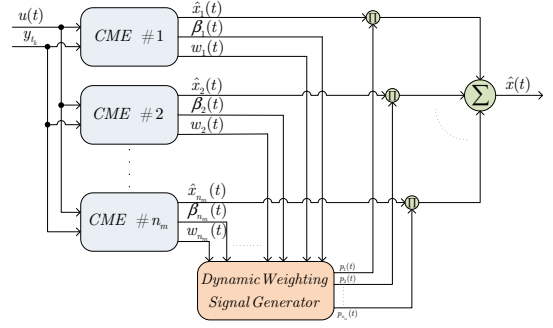 u(t)
y_{t_k}
CME #1
x̂_1(t)
β_1(t)
w_1(t)
∏
CME #2
x̂_2(t)
β_2(t)
w_2(t)
∏
∑
x̂(t)
CME #n_m
x̂_{n_m}(t)
β_{n_m}(t)
w_{n_m}(t)
∏
Dynamic Weighting
Signal Generator
p_1(t)
p_2(t)
p_{n_m}(t)